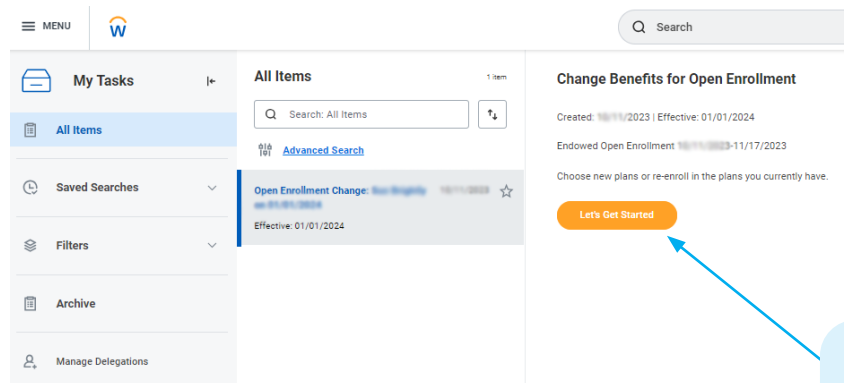 MENU
Search
My Tasks
All Items
Saved Searches
Filters
Archive
Manage Delegations
All Items
1 item
Search: All Items
Advanced Search
Open Enrollment Change:
Effective: 01/01/2024
Change Benefits for Open Enrollment
Created: /2023 | Effective: 01/01/2024
Endowed Open Enrollment -11/17/2023
Choose new plans or re-enroll in the plans you currently have.
Let's Get Started